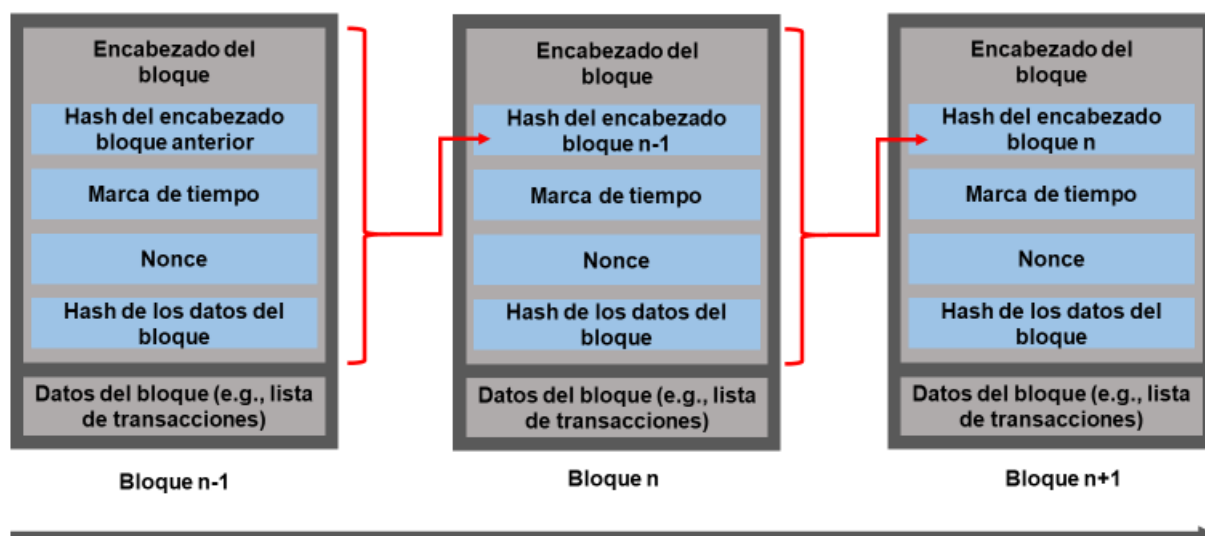 Encabezado del
bloque
Hash del encabezado
bloque anterior
Marca de tiempo
Nonce
Hash de los datos del
bloque
Datos del bloque (e.g., lista
de transacciones)
Bloque n-1
Encabezado del
bloque
Hash del encabezado
bloque n-1
Marca de tiempo
Nonce
Hash de los datos del
bloque
Datos del bloque (e.g., lista
de transacciones)
Bloque n
Encabezado del
bloque
Hash del encabezado
bloque n
Marca de tiempo
Nonce
Hash de los datos del
bloque
Datos del bloque (e.g., lista
de transacciones)
Bloque n+1